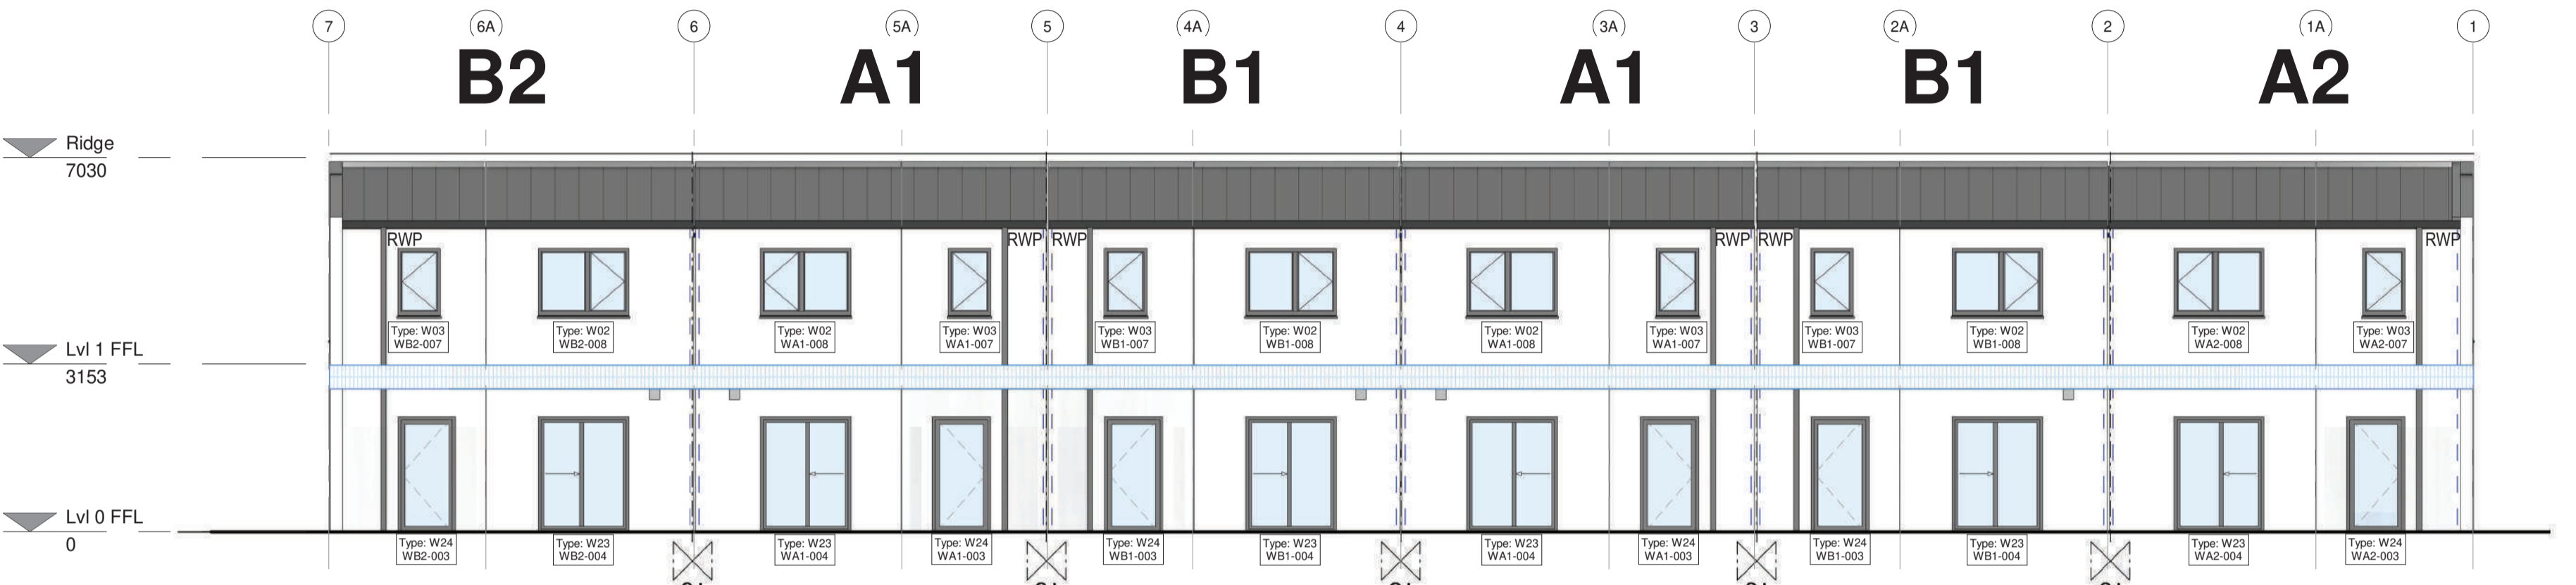 7 6A 6 5A 5 4A 4 3A 3 2A 2 1A 1
B2 A1 B1 A1 B1 A2
Ridge
7030
RWP RWP RWP RWP RWP RWP
Type: W03 Type: W02 Type: W02 Type: W03 Type: W03 Type: W02 Type: W02 Type: W03 Type: W03 Type: W02 Type: W02 Type: W03
WB2-007 WB2-008 WA1-008 WA1-007 WB1-007 WB1-008 WA1-008 WA1-007 WB1-007 WB1-008 WA2-008 WA2-007
Lvl 1 FFL
3153
Lvl 0 FFL
0
Type: W24 Type: W23 Type: W23 Type: W24 Type: W24 Type: W23 Type: W23 Type: W24 Type: W24 Type: W23 Type: W23 Type: W24
WB2-003 WB2-004 WA1-004 WA1-003 WB1-003 WB1-004 WA1-004 WA1-003 WB1-003 WB1-004 WA2-004 WA2-003